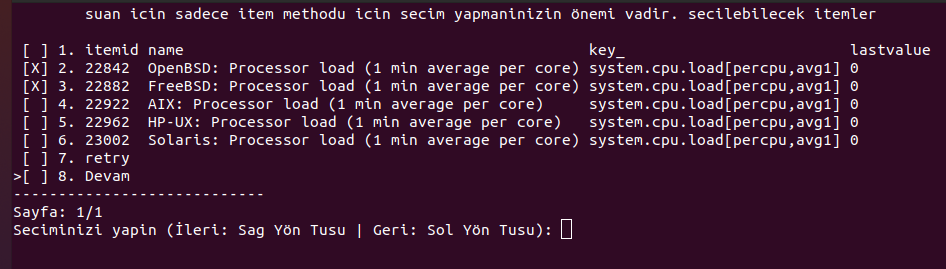 suan icin sadece item methodu icin secim yapmaninizin önemi vadir. secilebilecek itemler
[ ] 1. itemid name key_ lastvalue
[X] 2. 22842 OpenBSD: Processor load (1 min average per core) system.cpu.load[percpu,avg1] 0
[X] 3. 22882 FreeBSD: Processor load (1 min average per core) system.cpu.load[percpu,avg1] 0
[ ] 4. 22922 AIX: Processor load (1 min average per core) system.cpu.load[percpu,avg1] 0
[ ] 5. 22962 HP-UX: Processor load (1 min average per core) system.cpu.load[percpu,avg1] 0
[ ] 6. 23002 Solaris: Processor load (1 min average per core) system.cpu.load[percpu,avg1] 0
[ ] 7. retry
>[ ] 8. Devam
-----------------------------
Sayfa: 1/1
Seciminizi yapin (İleri: Sag Yön Tusu | Geri: Sol Yön Tusu):